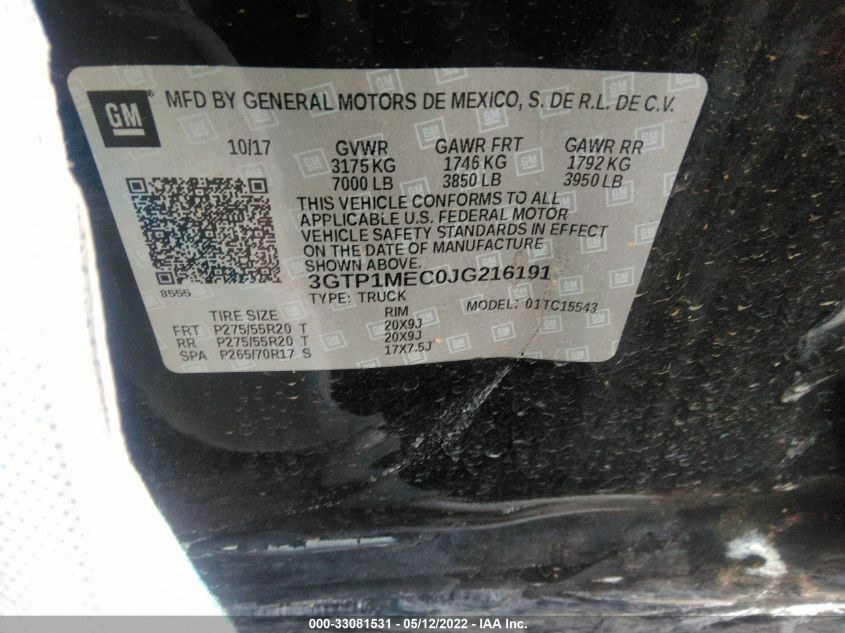 GM
MFD BY GENERAL MOTORS DE MEXICO, S. DE R.L. DE C.V.
10/17 GVWR GAWR FRT GAWR RR
3175 KG 1746 KG 1792 KG
7000 LB 3850 LB 3950 LB
THIS VEHICLE CONFORMS TO ALL
APPLICABLE U.S. FEDERAL MOTOR
VEHICLE SAFETY STANDARDS IN EFFECT
ON THE DATE OF MANUFACTURE
SHOWN ABOVE.
3GTP1MEC0JG216191
8555
TYPE: TRUCK MODEL: 01TC15543
TIRE SIZE RIM
FRT P275/55R20 T 20X9J
RR P275/55R20 T 20X9J
SPA P265/70R17 S 17X7.5J
000-33081531 - 05/12/2022 - IAA Inc.